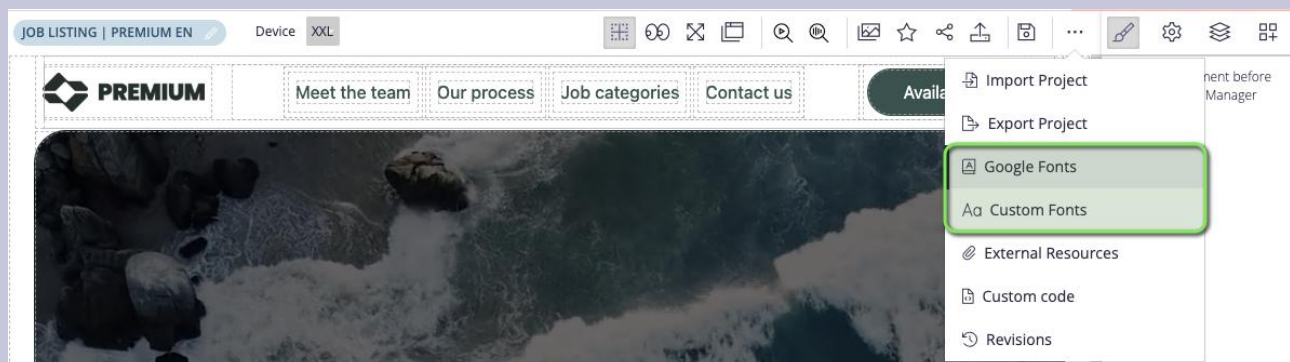 JOB LISTING | PREMIUM EN
Device XXL
PREMIUM
Meet the team
Our process
Job categories
Contact us
Availa
nent before
Manager
Import Project
Export Project
Google Fonts
Aa Custom Fonts
External Resources
Custom code
Revisions